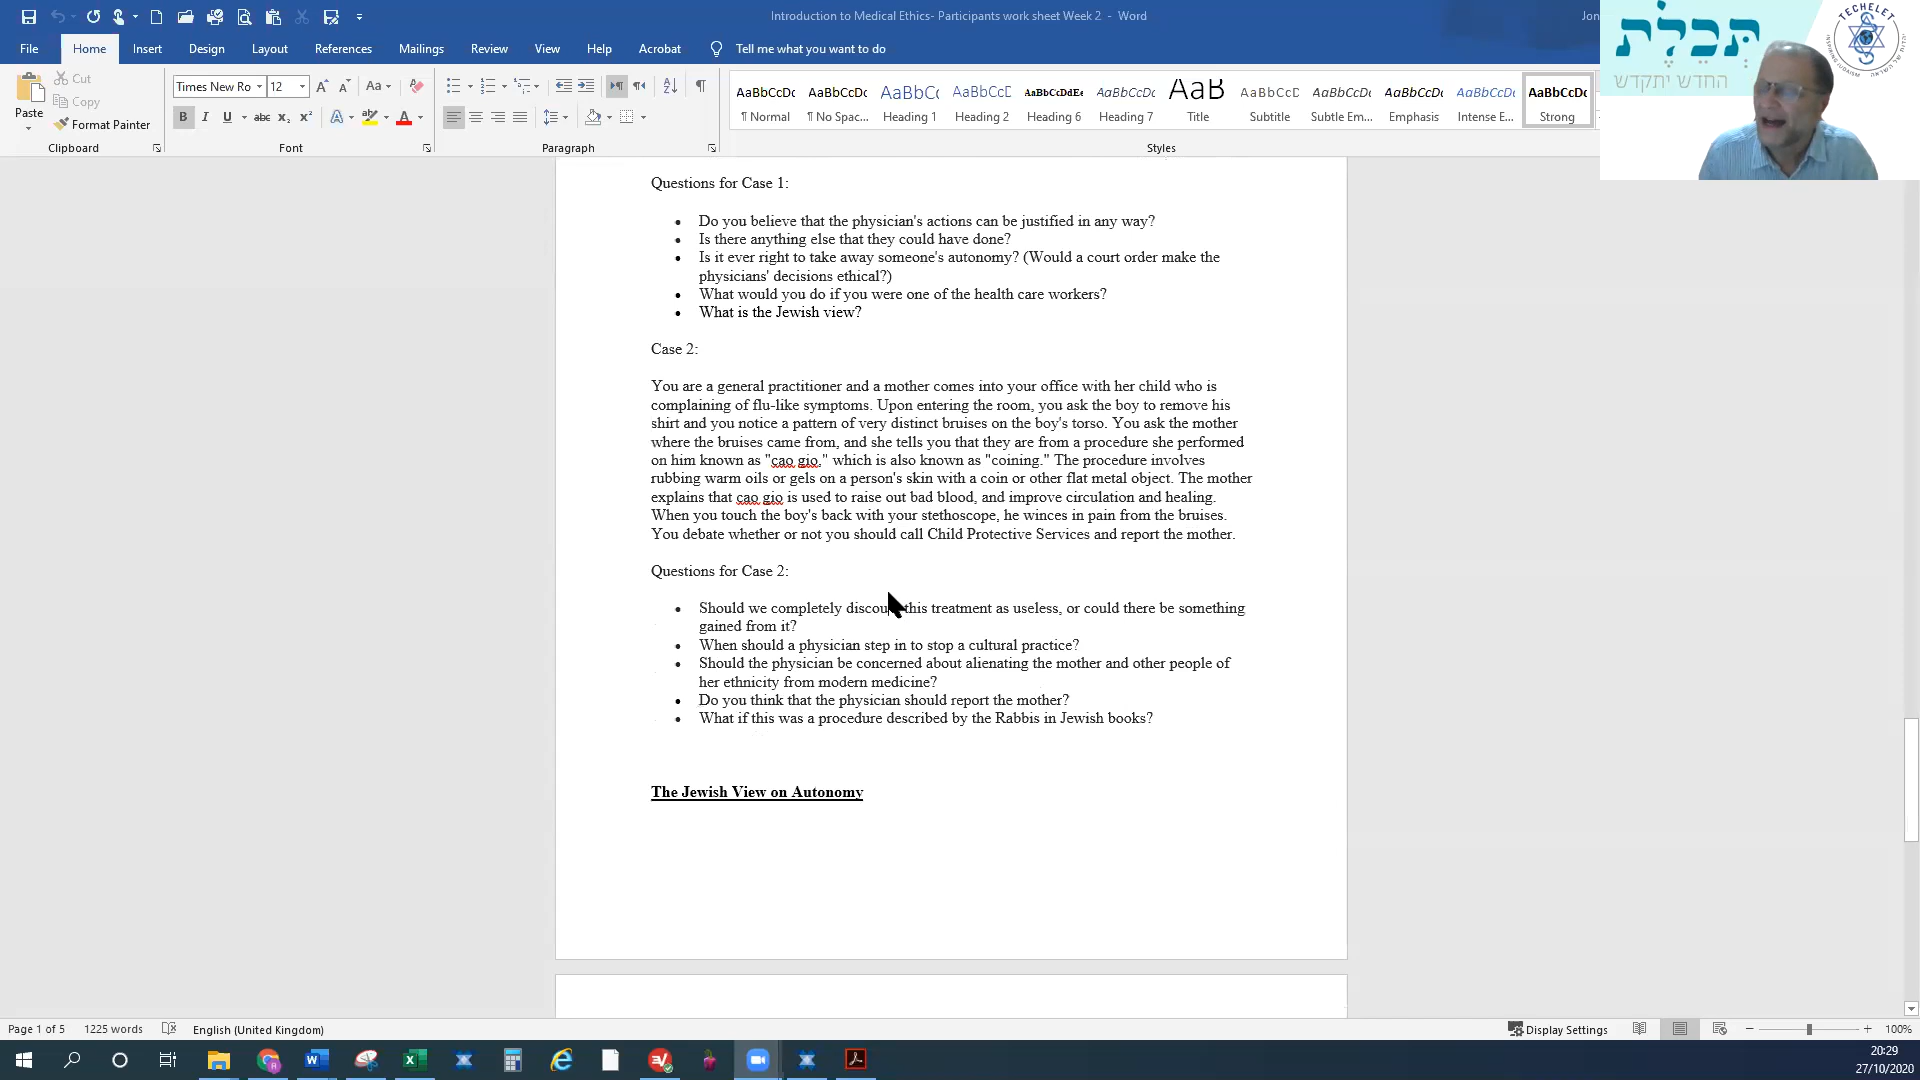 Introduction to Medical Ethics- Participants work sheet Week 2 - Word
Jon
תְּכֵלֶת
החדש יתקדש
TECHELET
File Home Insert Design Layout References Mailings Review View Help Acrobat Tell me what you want to do
Paste
Cut
Copy
Format Painter
Clipboard
Times New Ro 12
Font
Paragraph
AaBbCcDc AaBbCcDc AaBbC( AaBbCcD AaBbCcDdEe AaBbCcDc AaB AaBbCcD AaBbCcDc AaBbCcDc AaBbCcDc AaBbCcDc
¶ Normal ¶ No Spac... Heading 1 Heading 2 Heading 6 Heading 7 Title Subtitle Subtle Em... Emphasis Intense E... Strong
Styles
Questions for Case 1:
• Do you believe that the physician's actions can be justified in any way?
• Is there anything else that they could have done?
• Is it ever right to take away someone's autonomy? (Would a court order make the
physicians' decisions ethical?)
• What would you do if you were one of the health care workers?
• What is the Jewish view?
Case 2:
You are a general practitioner and a mother comes into your office with her child who is
complaining of flu-like symptoms. Upon entering the room, you ask the boy to remove his
shirt and you notice a pattern of very distinct bruises on the boy's torso. You ask the mother
where the bruises came from, and she tells you that they are from a procedure she performed
on him known as "cao gio," which is also known as "coining." The procedure involves
rubbing warm oils or gels on a person's skin with a coin or other flat metal object. The mother
explains that cao gio is used to raise out bad blood, and improve circulation and healing.
When you touch the boy's back with your stethoscope, he winces in pain from the bruises.
You debate whether or not you should call Child Protective Services and report the mother.
Questions for Case 2:
• Should we completely discount this treatment as useless, or could there be something
gained from it?
• When should a physician step in to stop a cultural practice?
• Should the physician be concerned about alienating the mother and other people of
her ethnicity from modern medicine?
• Do you think that the physician should report the mother?
• What if this was a procedure described by the Rabbis in Jewish books?
The Jewish View on Autonomy
Page 1 of 5 1225 words English (United Kingdom) Display Settings 100%
20:29
27/10/2020